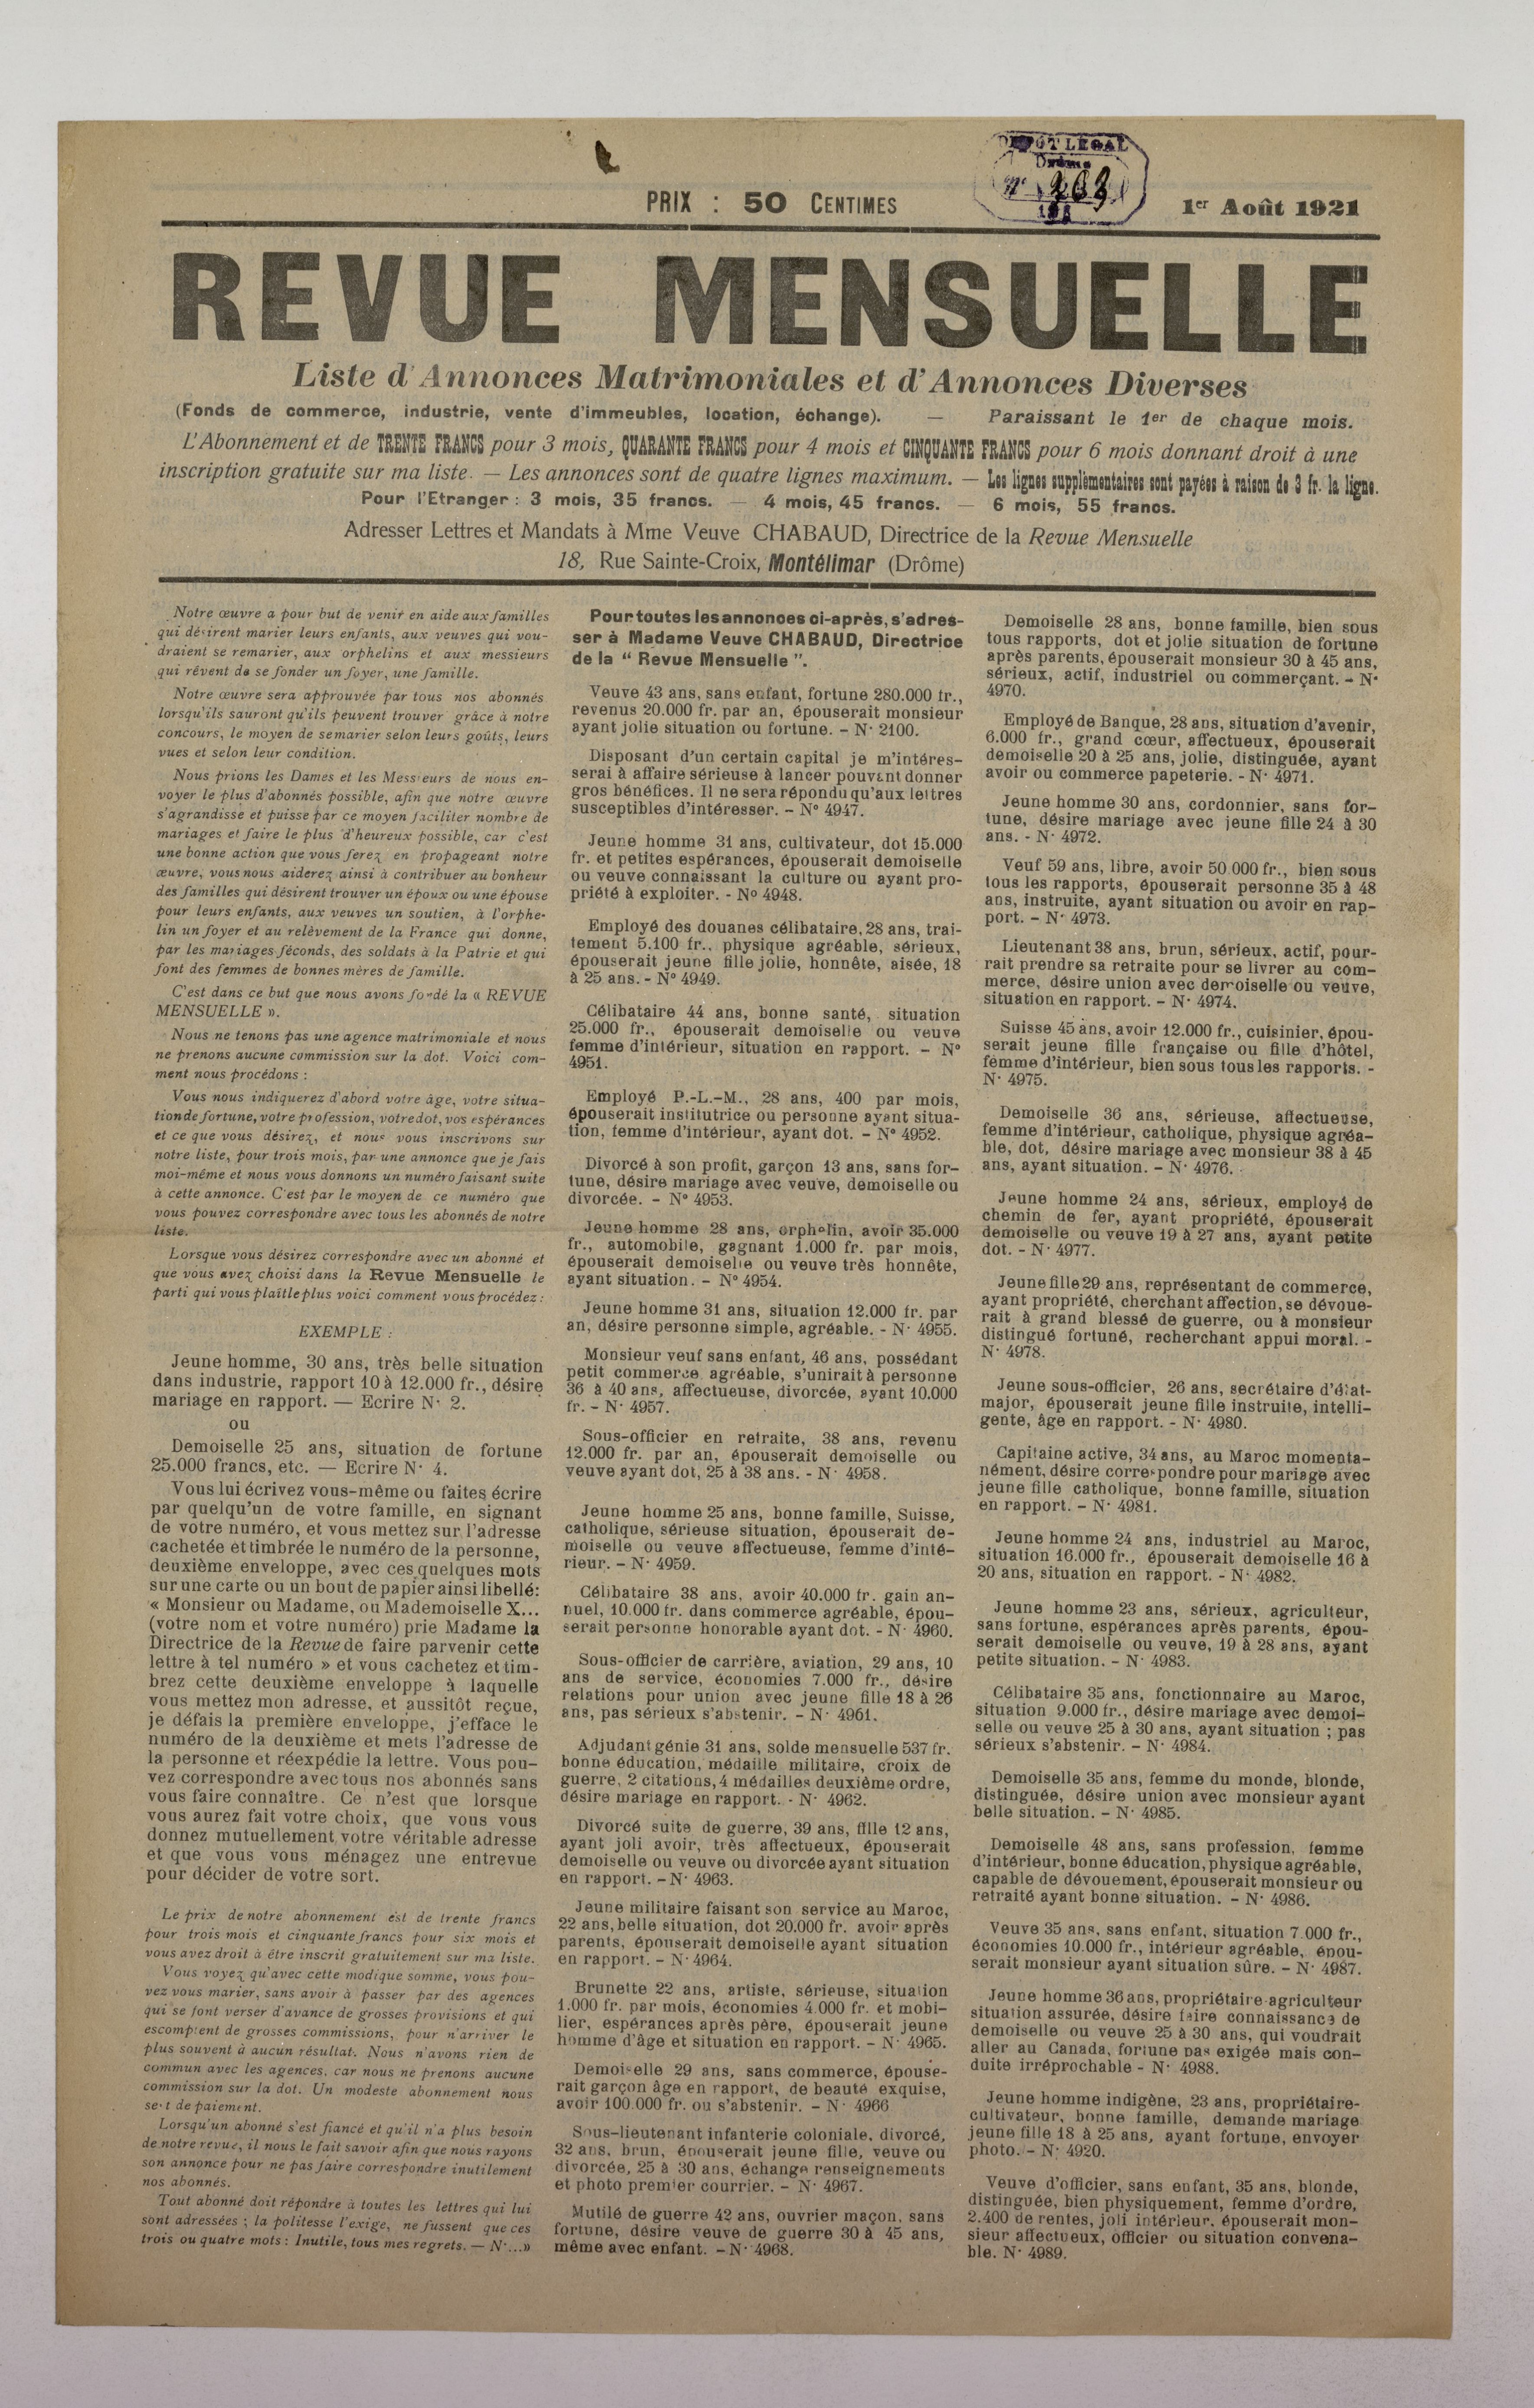 DEPOT LEGAL
Drôme
N° 263
PRIX : 50 CENTIMES
1er Août 1921
REVUE MENSUELLE
Liste d'Annonces Matrimoniales et d'Annonces Diverses
(Fonds de commerce, industrie, vente d'immeubles, location, échange). — Paraissant le 1er de chaque mois.
L'Abonnement et de TRENTE FRANCS pour 3 mois, QUARANTE FRANCS pour 4 mois et CINQUANTE FRANCS pour 6 mois donnant droit à une
inscription gratuite sur ma liste. — Les annonces sont de quatre lignes maximum. — Les lignes supplémentaires sont payées à raison de 3 fr. la ligne.
Pour l'Etranger : 3 mois, 35 francs. — 4 mois, 45 francs. — 6 mois, 55 francs.
Adresser Lettres et Mandats à Mme Veuve CHABAUD, Directrice de la Revue Mensuelle
18, Rue Sainte-Croix, Montélimar (Drôme)
Notre œuvre a pour but de venir en aide aux familles
qui désirent marier leurs enfants, aux veuves qui vou-
draient se remarier, aux orphelins et aux messieurs
qui rêvent de se fonder un foyer, une famille.
Notre œuvre sera approuvée par tous nos abonnés
lorsqu'ils sauront qu'ils peuvent trouver grâce à notre
concours, le moyen de semarier selon leurs goûts, leurs
vues et selon leur condition.
Nous prions les Dames et les Messieurs de nous en-
voyer le plus d'abonnés possible, afin que notre œuvre
s'agrandisse et puisse par ce moyen faciliter nombre de
mariages et faire le plus d'heureux possible, car c'est
une bonne action que vous ferez en propageant notre
œuvre, vous nous aiderez ainsi à contribuer au bonheur
des familles qui désirent trouver un époux ou une épouse
pour leurs enfants, aux veuves un soutien, à l'orphe-
lin un foyer et au relèvement de la France qui donne,
par les mariages féconds, des soldats à la Patrie et qui
font des femmes de bonnes mères de famille.
C'est dans ce but que nous avons fondé la « REVUE
MENSUELLE ».
Nous ne tenons pas une agence matrimoniale et nous
ne prenons aucune commission sur la dot. Voici com-
ment nous procédons :
Vous nous indiquerez d'abord votre âge, votre situa-
tion de fortune, votre profession, votre dot, vos espérances
et ce que vous désirez, et nous vous inscrivons sur
notre liste, pour trois mois, par une annonce que je fais
moi-même et nous vous donnons un numéro faisant suite
à cette annonce. C'est par le moyen de ce numéro que
vous pouvez correspondre avec tous les abonnés de notre
liste.
Lorsque vous désirez correspondre avec un abonné et
que vous avez choisi dans la Revue Mensuelle le
parti qui vous plaît le plus voici comment vous procédez :
EXEMPLE :
Jeune homme, 30 ans, très belle situation
dans industrie, rapport 10 à 12.000 fr., désire
mariage en rapport. — Ecrire N· 2.
ou
Demoiselle 25 ans, situation de fortune
25.000 francs, etc. — Ecrire N· 4.
Vous lui écrivez vous-même ou faites écrire
par quelqu'un de votre famille, en signant
de votre numéro, et vous mettez sur l'adresse
cachetée et timbrée le numéro de la personne,
deuxième enveloppe, avec ces quelques mots
sur une carte ou un bout de papier ainsi libellé:
« Monsieur ou Madame, ou Mademoiselle X...
(votre nom et votre numéro) prie Madame la
Directrice de la Revue de faire parvenir cette
lettre à tel numéro » et vous cachetez et tim-
brez cette deuxième enveloppe à laquelle
vous mettez mon adresse, et aussitôt reçue,
je défais la première enveloppe, j'efface le
numéro de la deuxième et mets l'adresse de
la personne et réexpédie la lettre. Vous pou-
vez correspondre avec tous nos abonnés sans
vous faire connaître. Ce n'est que lorsque
vous aurez fait votre choix, que vous vous
donnez mutuellement votre véritable adresse
et que vous vous ménagez une entrevue
pour décider de votre sort.
Le prix de notre abonnement est de trente francs
pour trois mois et cinquante francs pour six mois et
vous avez droit à être inscrit gratuitement sur ma liste.
Vous voyez qu'avec cette modique somme, vous pou-
vez vous marier, sans avoir à passer par des agences
qui se font verser d'avance de grosses provisions et qui
escomptent de grosses commissions, pour n'arriver le
plus souvent à aucun résultat. Nous n'avons rien de
commun avec les agences, car nous ne prenons aucune
commission sur la dot. Un modeste abonnement nous
sert de paiement.
Lorsqu'un abonné s'est fiancé et qu'il n'a plus besoin
de notre revue, il nous le fait savoir afin que nous rayons
son annonce pour ne pas faire correspondre inutilement
nos abonnés.
Tout abonné doit répondre à toutes les lettres qui lui
sont adressées ; la politesse l'exige, ne fussent que ces
trois ou quatre mots : Inutile, tous mes regrets. — N·...»
Pour toutes les annonces ci-après, s'adres-
ser à Madame Veuve CHABAUD, Directrice
de la “ Revue Mensuelle ”.
Veuve 43 ans, sans enfant, fortune 280.000 fr.,
revenus 20.000 fr. par an, épouserait monsieur
ayant jolie situation ou fortune. – N· 2100.
Disposant d'un certain capital je m'intéres-
serai à affaire sérieuse à lancer pouvant donner
gros bénéfices. Il ne sera répondu qu'aux lettres
susceptibles d'intéresser. – N° 4947.
Jeune homme 31 ans, cultivateur, dot 15.000
fr. et petites espérances, épouserait demoiselle
ou veuve connaissant la culture ou ayant pro-
priété à exploiter. - No 4948.
Employé des douanes célibataire, 28 ans, trai-
tement 5.100 fr., physique agréable, sérieux,
épouserait jeune fille jolie, honnête, aisée, 18
à 25 ans. - N° 4949.
Célibataire 44 ans, bonne santé, situation
25.000 fr., épouserait demoiselle ou veuve
femme d'intérieur, situation en rapport. – N°
4951.
Employé P.-L.-M., 28 ans, 400 par mois,
épouserait institutrice ou personne ayant situa-
tion, femme d'intérieur, ayant dot. – N° 4952.
Divorcé à son profit, garçon 13 ans, sans for-
tune, désire mariage avec veuve, demoiselle ou
divorcée. – N° 4953.
Jeune homme 28 ans, orphelin, avoir 35.000
fr., automobile, gagnant 1.000 fr. par mois,
épouserait demoiselle ou veuve très honnête,
ayant situation. – N° 4954.
Jeune homme 31 ans, situation 12.000 fr. par
an, désire personne simple, agréable. - N· 4955.
Monsieur veuf sans enfant, 46 ans, possédant
petit commerce agréable, s'unirait à personne
36 à 40 ans, affectueuse, divorcée, ayant 10.000
fr. – N· 4957.
Sous-officier en retraite, 38 ans, revenu
12.000 fr. par an, épouserait demoiselle ou
veuve ayant dot, 25 à 38 ans. - N· 4958.
Jeune homme 25 ans, bonne famille, Suisse,
catholique, sérieuse situation, épouserait de-
moiselle ou veuve affectueuse, femme d'inté-
rieur. – N· 4959.
Célibataire 38 ans, avoir 40.000 fr. gain an-
nuel, 10.000 fr. dans commerce agréable, épou-
serait personne honorable ayant dot. - N· 4960.
Sous-officier de carrière, aviation, 29 ans, 10
ans de service, économies 7.000 fr., désire
relations pour union avec jeune fille 18 à 26
ans, pas sérieux s'abstenir. – N· 4961.
Adjudant génie 31 ans, solde mensuelle 537 fr.
bonne éducation, médaille militaire, croix de
guerre, 2 citations, 4 médailles deuxième ordre,
désire mariage en rapport. - N· 4962.
Divorcé suite de guerre, 39 ans, fille 12 ans,
ayant joli avoir, très affectueux, épouserait
demoiselle ou veuve ou divorcée ayant situation
en rapport. – N· 4963.
Jeune militaire faisant son service au Maroc,
22 ans, belle situation, dot 20.000 fr. avoir après
parents, épouserait demoiselle ayant situation
en rapport. – N· 4964.
Brunette 22 ans, artiste, sérieuse, situation
1.000 fr. par mois, économies 4.000 fr. et mobi-
lier, espérances après père, épouserait jeune
homme d'âge et situation en rapport. – N· 4965.
Demoiselle 29 ans, sans commerce, épouse-
rait garçon âge en rapport, de beauté exquise,
avoir 100.000 fr. ou s'abstenir. – N· 4966
Sous-lieutenant infanterie coloniale, divorcé,
32 ans, brun, épouserait jeune fille, veuve ou
divorcée, 25 à 30 ans, échange renseignements
et photo premier courrier. – N· 4967.
Mutilé de guerre 42 ans, ouvrier maçon, sans
fortune, désire veuve de guerre 30 à 45 ans,
même avec enfant. – N· 4968.
Demoiselle 28 ans, bonne famille, bien sous
tous rapports, dot et jolie situation de fortune
après parents, épouserait monsieur 30 à 45 ans,
sérieux, actif, industriel ou commerçant. – N·
4970.
Employé de Banque, 28 ans, situation d'avenir,
6.000 fr., grand cœur, affectueux, épouserait
demoiselle 20 à 25 ans, jolie, distinguée, ayant
avoir ou commerce papeterie. - N· 4971.
Jeune homme 30 ans, cordonnier, sans for-
tune, désire mariage avec jeune fille 24 à 30
ans. - N· 4972.
Veuf 59 ans, libre, avoir 50.000 fr., bien sous
tous les rapports, épouserait personne 35 à 48
ans, instruite, ayant situation ou avoir en rap-
port. – N· 4973.
Lieutenant 38 ans, brun, sérieux, actif, pour-
rait prendre sa retraite pour se livrer au com-
merce, désire union avec demoiselle ou veuve,
situation en rapport. – N· 4974.
Suisse 45 ans, avoir 12.000 fr., cuisinier, épou-
serait jeune fille française ou fille d'hôtel,
femme d'intérieur, bien sous tous les rapports. -
N· 4975.
Demoiselle 36 ans, sérieuse, affectueuse,
femme d'intérieur, catholique, physique agréa-
ble, dot, désire mariage avec monsieur 38 à 45
ans, ayant situation. – N· 4976.
Jeune homme 24 ans, sérieux, employé de
chemin de fer, ayant propriété, épouserait
demoiselle ou veuve 19 à 27 ans, ayant petite
dot. - N· 4977.
Jeune fille 29 ans, représentant de commerce,
ayant propriété, cherchant affection, se dévoue-
rait à grand blessé de guerre, ou à monsieur
distingué fortuné, recherchant appui moral. -
N· 4978.
Jeune sous-officier, 26 ans, secrétaire d'état-
major, épouserait jeune fille instruite, intelli-
gente, âge en rapport. - N· 4980.
Capitaine active, 34 ans, au Maroc momenta-
nément, désire correspondre pour mariage avec
jeune fille catholique, bonne famille, situation
en rapport. – N· 4981.
Jeune homme 24 ans, industriel au Maroc,
situation 16.000 fr., épouserait demoiselle 16 à
20 ans, situation en rapport. - N· 4982.
Jeune homme 23 ans, sérieux, agriculteur,
sans fortune, espérances après parents, épou-
serait demoiselle ou veuve, 19 à 28 ans, ayant
petite situation. – N· 4983.
Célibataire 35 ans, fonctionnaire au Maroc,
situation 9.000 fr., désire mariage avec demoi-
selle ou veuve 25 à 30 ans, ayant situation ; pas
sérieux s'abstenir. – N· 4984.
Demoiselle 35 ans, femme du monde, blonde,
distinguée, désire union avec monsieur ayant
belle situation. – N· 4985.
Demoiselle 48 ans, sans profession, femme
d'intérieur, bonne éducation, physique agréable,
capable de dévouement, épouserait monsieur ou
retraité ayant bonne situation. – N· 4986.
Veuve 35 ans, sans enfant, situation 7.000 fr.,
économies 10.000 fr., intérieur agréable, épou-
serait monsieur ayant situation sûre. – N· 4987.
Jeune homme 36 ans, propriétaire agriculteur
situation assurée, désire faire connaissance de
demoiselle ou veuve 25 à 30 ans, qui voudrait
aller au Canada, fortune pas exigée mais con-
duite irréprochable - N· 4988.
Jeune homme indigène, 23 ans, propriétaire-
cultivateur, bonne famille, demande mariage
jeune fille 18 à 25 ans, ayant fortune, envoyer
photo. – N· 4920.
Veuve d'officier, sans enfant, 35 ans, blonde,
distinguée, bien physiquement, femme d'ordre,
2.400 de rentes, joli intérieur, épouserait mon-
sieur affectueux, officier ou situation convena-
ble. N· 4989.